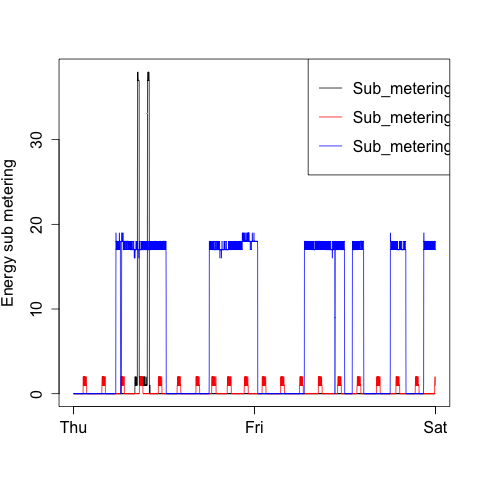 Sub_metering
Sub_metering
Sub_metering
Energy sub metering
30
20
10
0
Thu Fri Sat